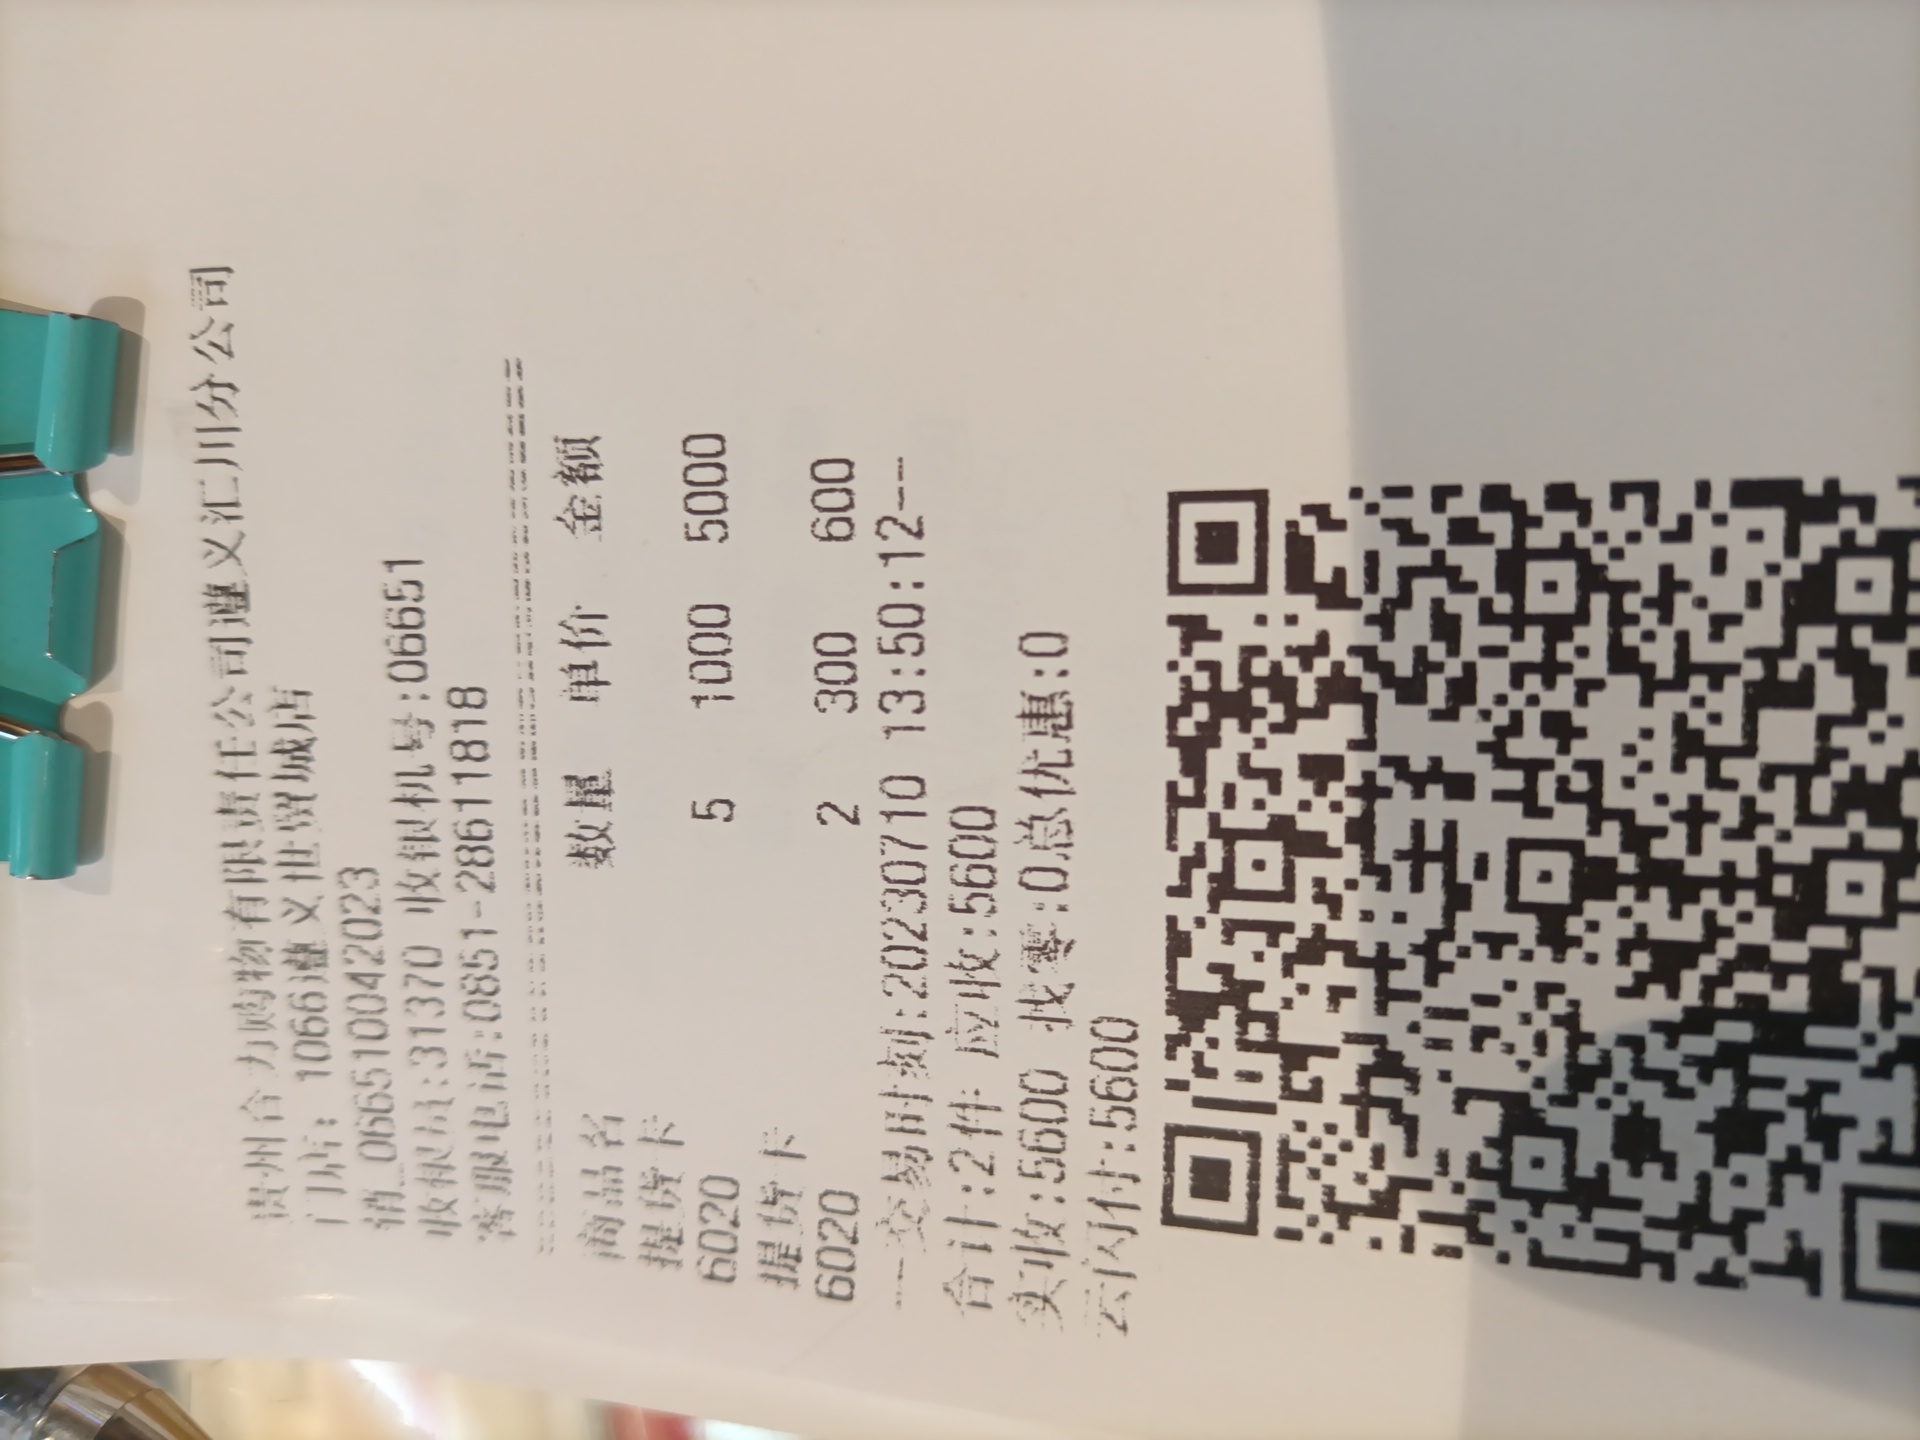 贵州合力购物有限责任公司遵义汇川分公司
门店: 1066遵义世贸城店
销_0665510042023
收银员:31370 收银机号:06651
客服电话:0851-28611818
商品名 数量 单价 金额
提货卡
6020 5 1000 5000
提货卡
6020 2 300 600
--交易时刻:20230710 13:50:12--
合计:2件 应收:5600
实收:5600 找零:0总优惠:0
云闪付:5600